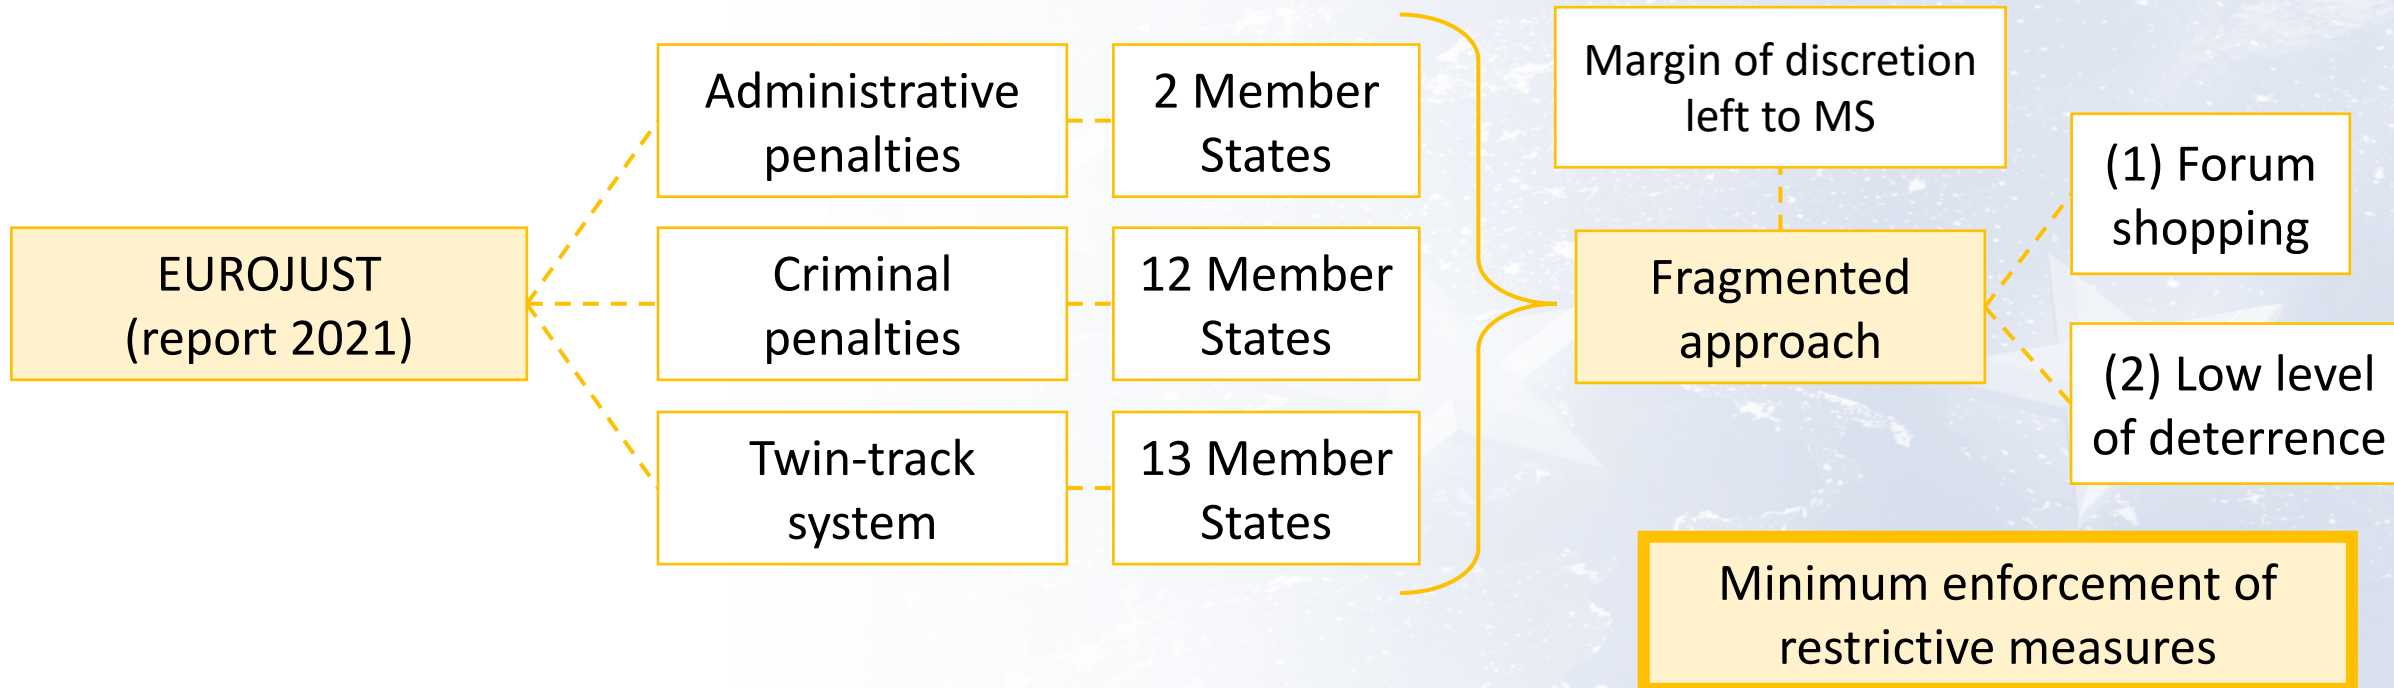 EUROJUST
(report 2021)
Administrative
penalties
2 Member
States
Criminal
penalties
12 Member
States
Twin-track
system
13 Member
States
Margin of discretion
left to MS
Fragmented
approach
(1) Forum
shopping
(2) Low level
of deterrence
Minimum enforcement of
restrictive measures